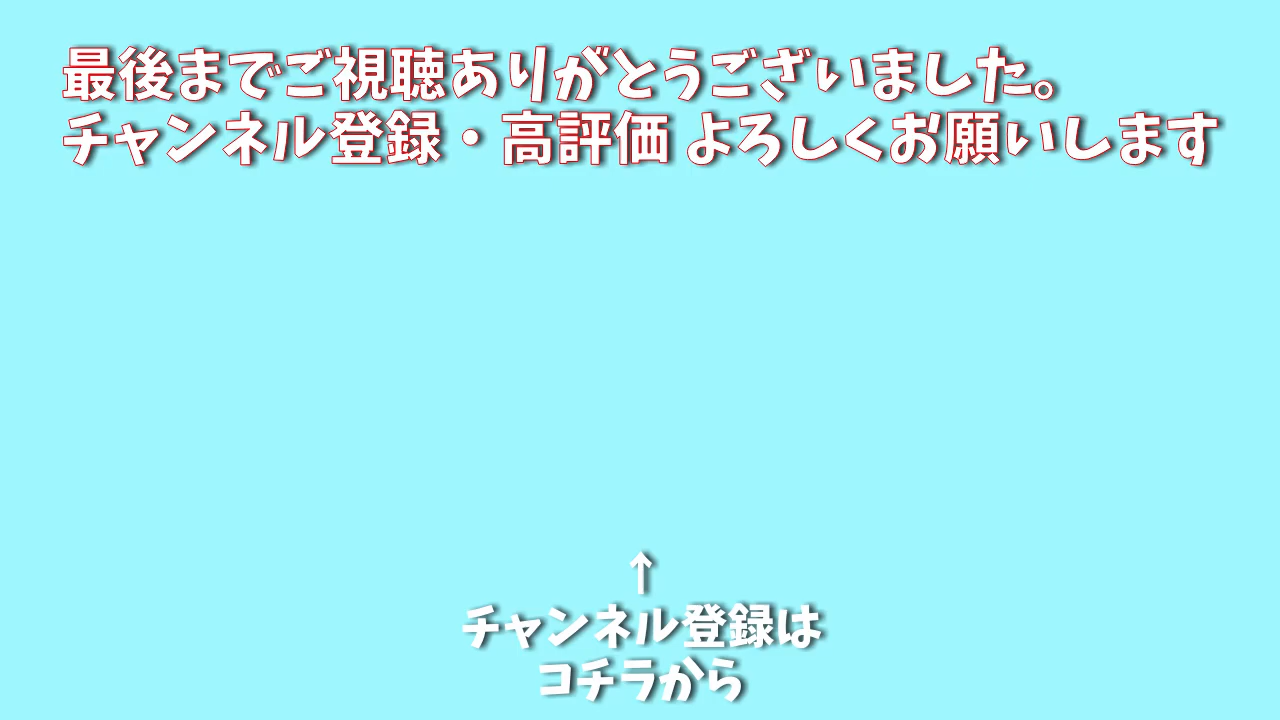 最後までご視聴ありがとうございました。
チャンネル登録・高評価 よろしくお願いします
↑
チャンネル登録は
コチラから